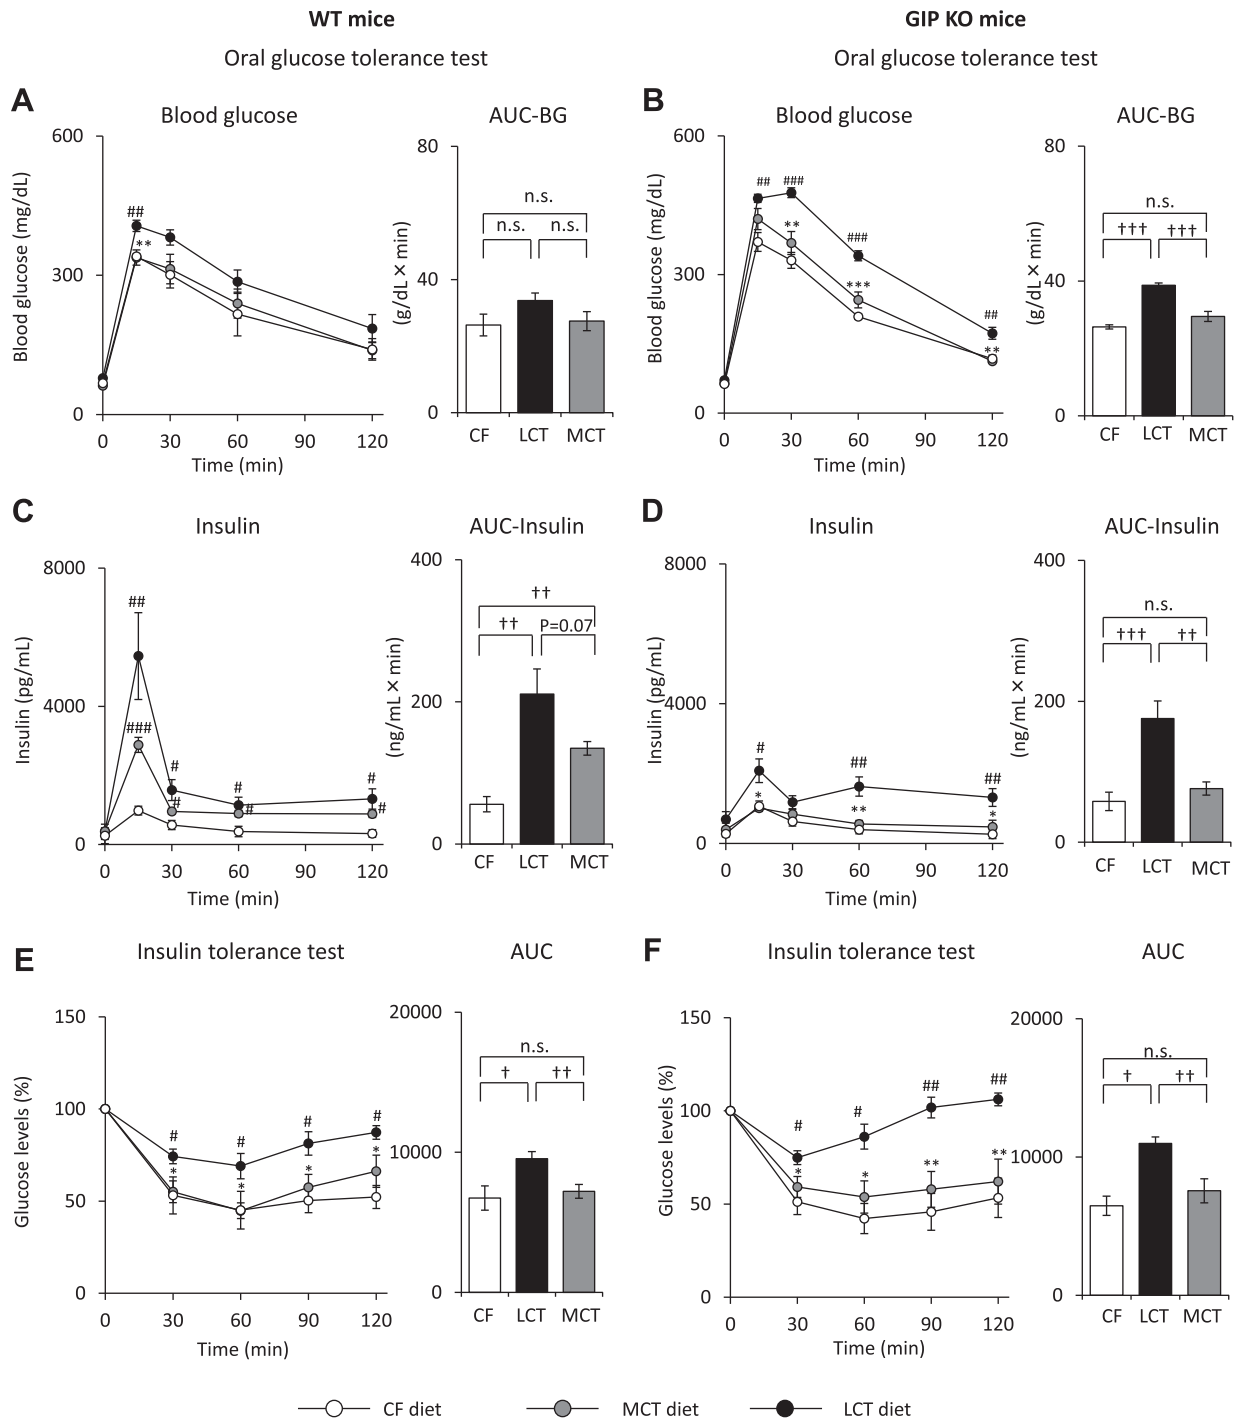 WT mice
GIP KO mice
Oral glucose tolerance test
Oral glucose tolerance test
A
Blood glucose
AUC-BG
B
Blood glucose
AUC-BG
600
300
0
Blood glucose (mg/dL)
##
**
0 30 60 90 120
Time (min)
80
40
0
(g/dL × min)
n.s.
n.s. n.s.
CF LCT MCT
600
300
0
Blood glucose (mg/dL)
## ###
**
###
***
##
**
0 30 60 90 120
Time (min)
80
40
0
(g/dL × min)
n.s.
††† †††
CF LCT MCT
C
Insulin
AUC-Insulin
D
Insulin
AUC-Insulin
8000
4000
0
Insulin (pg/mL)
##
###
# # #
# # #
0 30 60 90 120
Time (min)
400
200
0
(ng/mL × min)
††
†† P=0.07
CF LCT MCT
8000
4000
0
Insulin (pg/mL)
# ## ##
* ** *
0 30 60 90 120
Time (min)
400
200
0
(ng/mL × min)
n.s.
††† ††
CF LCT MCT
E
Insulin tolerance test
AUC
F
Insulin tolerance test
AUC
150
100
50
0
Glucose levels (%)
# # # #
* * * *
0 30 60 90 120
Time (min)
20000
10000
0
n.s.
† ††
CF LCT MCT
150
100
50
0
Glucose levels (%)
# # ## ##
* * ** **
0 30 60 90 120
Time (min)
20000
10000
0
n.s.
† ††
CF LCT MCT
CF diet
MCT diet
LCT diet